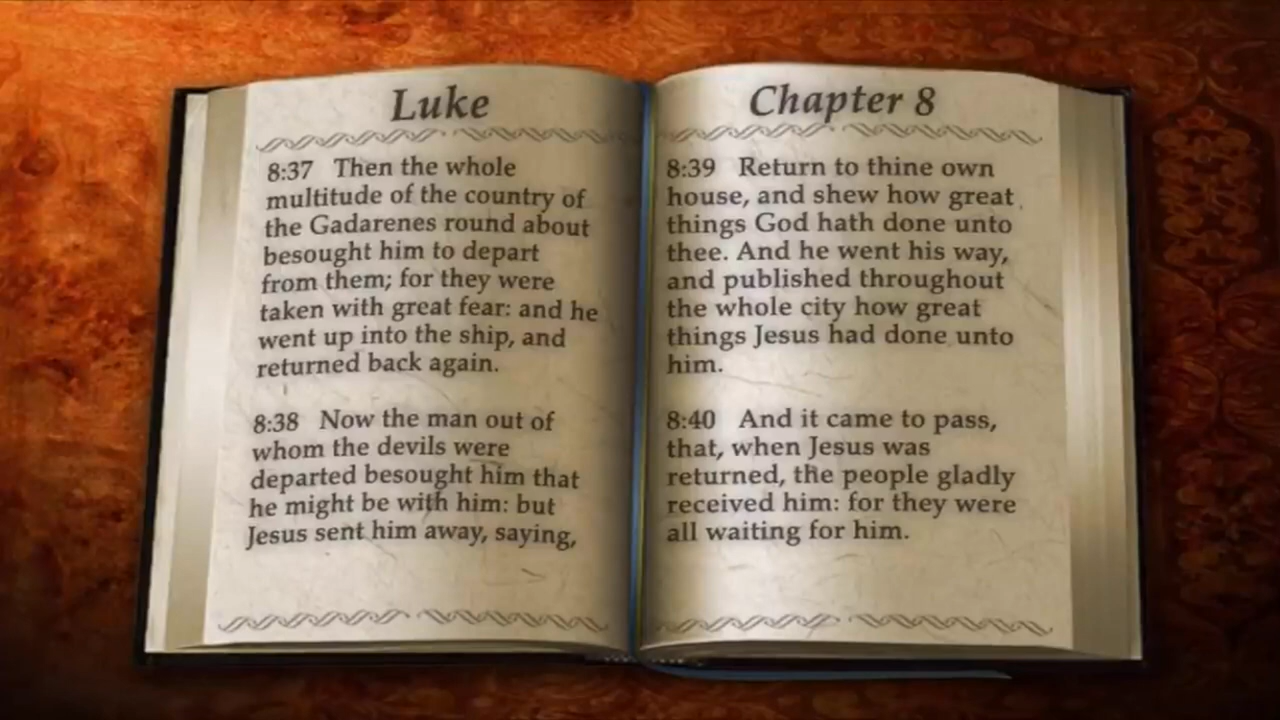 Luke
8:37 Then the whole
multitude of the country of
the Gadarenes round about
besought him to depart
from them; for they were
taken with great fear: and he
went up into the ship, and
returned back again.
8:38 Now the man out of
whom the devils were
departed besought him that
he might be with him: but
Jesus sent him away, saying,
Chapter 8
8:39 Return to thine own
house, and shew how great
things God hath done unto
thee. And he went his way,
and published throughout
the whole city how great
things Jesus had done unto
him.
8:40 And it came to pass,
that, when Jesus was
returned, the people gladly
received him: for they were
all waiting for him.